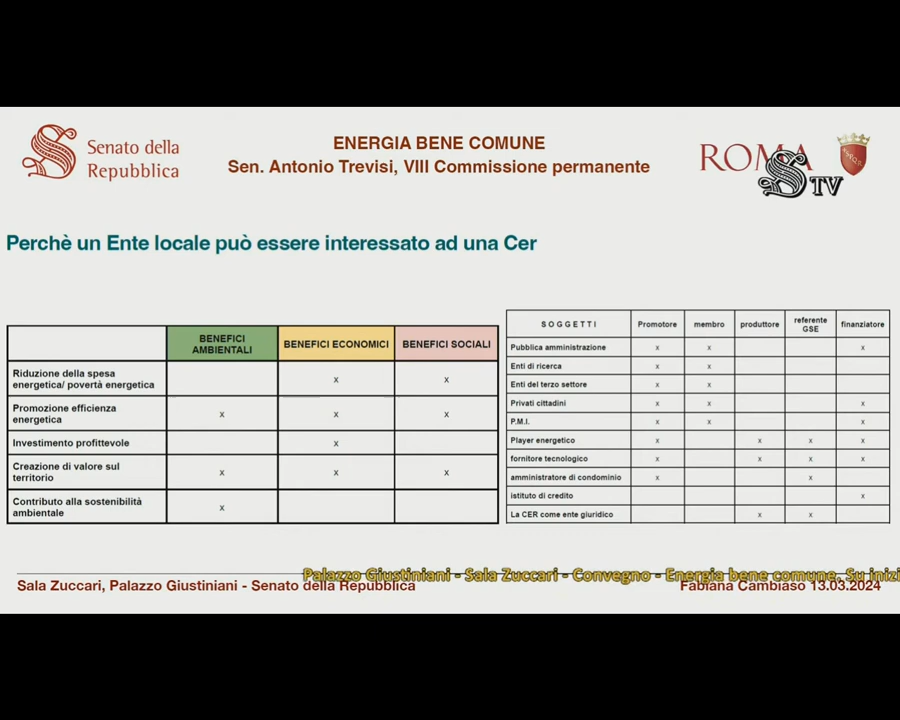 Senato della
Repubblica
ENERGIA BENE COMUNE
Sen. Antonio Trevisi, VIII Commissione permanente
ROMA
TV
Perchè un Ente locale può essere interessato ad una Cer
BENEFICI AMBIENTALI BENEFICI ECONOMICI BENEFICI SOCIALI
Riduzione della spesa energetica/ povertà energetica x x
Promozione efficienza energetica x x x
Investimento profittevole x
Creazione di valore sul territorio x x x
Contributo alla sostenibilità ambientale x
SOGGETTI Promotore membro produttore referente GSE finanziatore
Pubblica amministrazione x x x
Enti di ricerca x x
Enti del terzo settore x x
Privati cittadini x x x
P.M.I. x x x
Player energetico x x x x
fornitore tecnologico x x x x
amministratore di condominio x x
istituto di credito x
La CER come ente giuridico x x
Palazzo Giustiniani - Sala Zuccari - Convegno - Energia bene comune. Su inizi
Sala Zuccari, Palazzo Giustiniani - Senato della Repubblica
Fabiana Cambiaso 13.03.2024